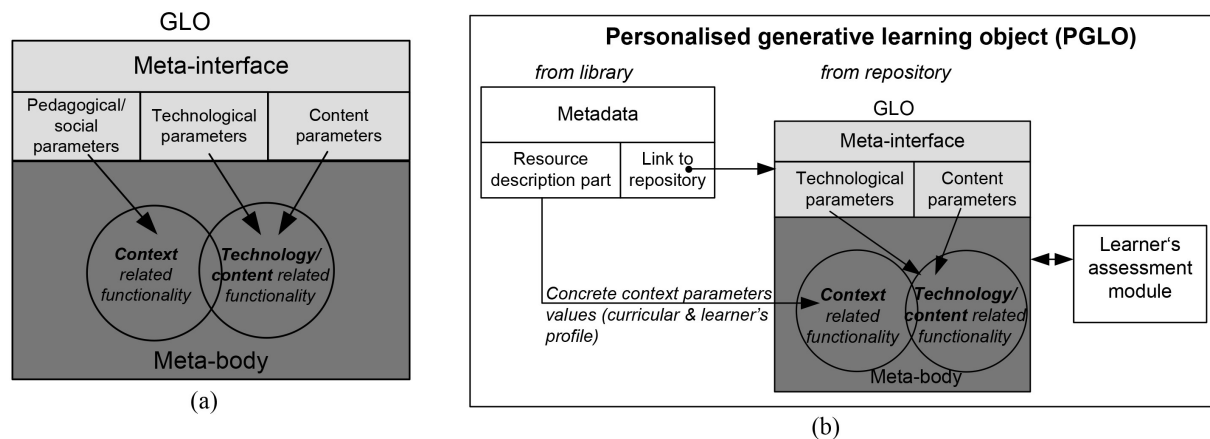 GLO
Meta-interface
Pedagogical/
social
parameters
Technological
parameters
Content
parameters
Context
related
functionality
Technology/
content related
functionality
Meta-body
(a)
Personalised generative learning object (PGLO)
from library
from repository
Metadata
Resource
description part
Link to
repository
GLO
Meta-interface
Technological
parameters
Content
parameters
Concrete context parameters
values (curricular & learner's
profile)
Context
related
functionality
Technology/
content related
functionality
Meta-body
Learner‘s
assessment
module
(b)